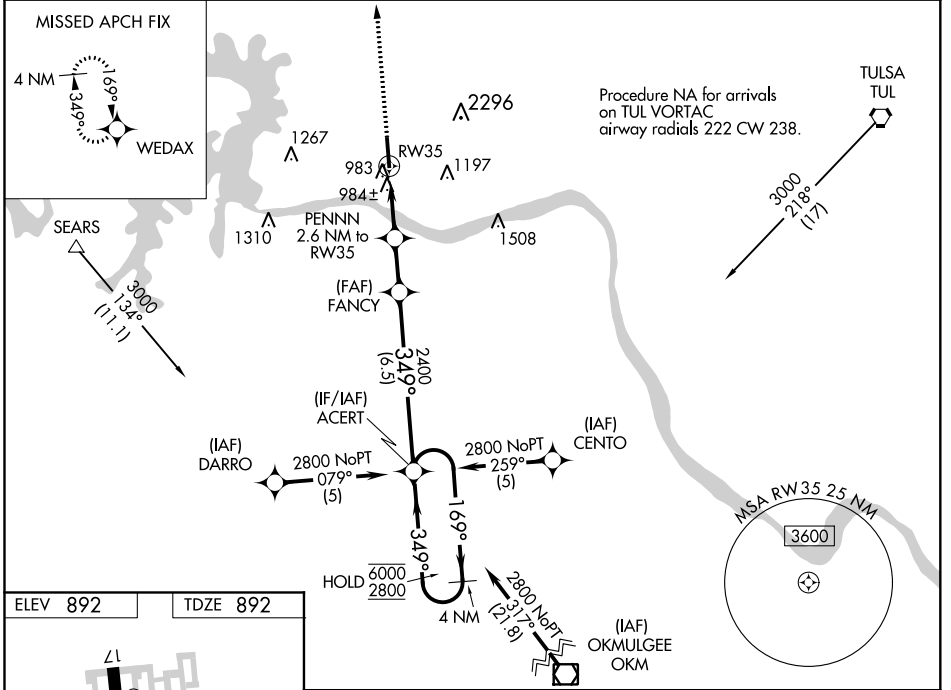 MISSED APCH FIX
4 NM
169°
349°
WEDAX
2296
Procedure NA for arrivals
on TUL VORTAC
airway radials 222 CW 238.
TULSA
TUL
1267
983
RW35
1197
984±
3000
218°
(17)
SEARS
1310
PENNN
2.6 NM to
RW35
1508
3000
134°
(11.1)
(FAF)
FANCY
2400
349°
(6.5)
(IF/IAF)
ACERT
(IAF)
DARRO
2800 NoPT
079°
(5)
2800 NoPT
259°
(5)
(IAF)
CENTO
169°
349°
HOLD
6000
2800
4 NM
2800 NoPT
317°
(21.8)
(IAF)
OKMULGEE
OKM
MSA RW35 25 NM
3600
ELEV 892
TDZE 892
17